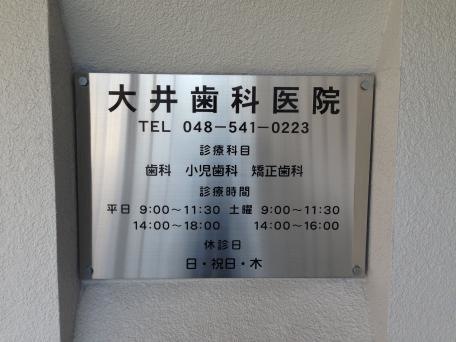 大井歯科医院
TEL 048-541-0223
診療科目
歯科 小児歯科 矯正歯科
診療時間
平日 9:00〜11:30 土曜 9:00〜11:30
14:00〜18:00 14:00〜16:00
休診日
日・祝日・木